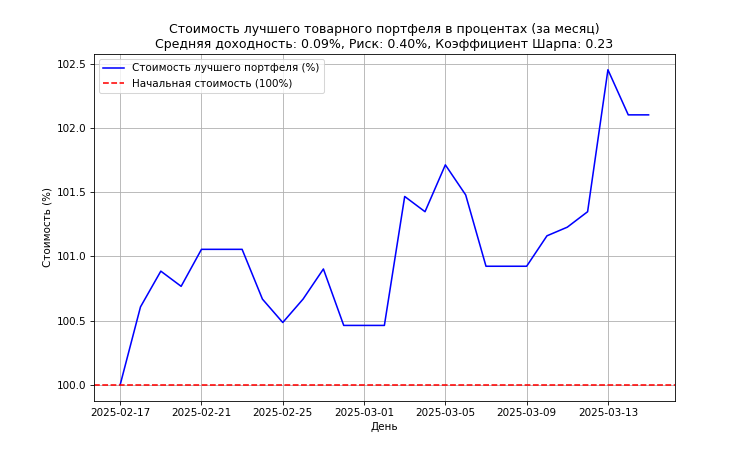 Стоимость лучшего товарного портфеля в процентах (за месяц)
Средняя доходность: 0.09%, Риск: 0.40%, Коэффициент Шарпа: 0.23
Стоимость лучшего портфеля (%)
Начальная стоимость (100%)
Стоимость (%)
102.5
102.0
101.5
101.0
100.5
100.0
2025-02-17 2025-02-21 2025-02-25 2025-03-01 2025-03-05 2025-03-09 2025-03-13
День